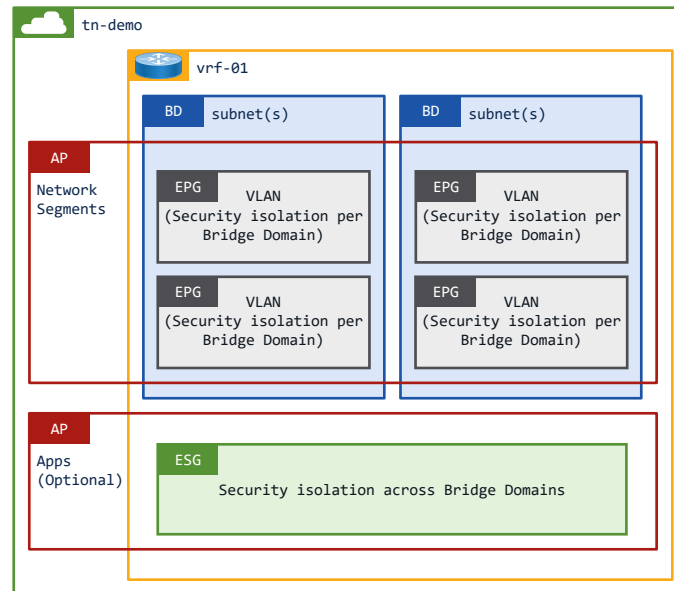 tn-demo
vrf-01
BD
subnet(s)
BD
subnet(s)
AP
Network
Segments
EPG
VLAN
(Security isolation per
Bridge Domain)
EPG
VLAN
(Security isolation per
Bridge Domain)
EPG
VLAN
(Security isolation per
Bridge Domain)
EPG
VLAN
(Security isolation per
Bridge Domain)
AP
Apps
(Optional)
ESG
Security isolation across Bridge Domains